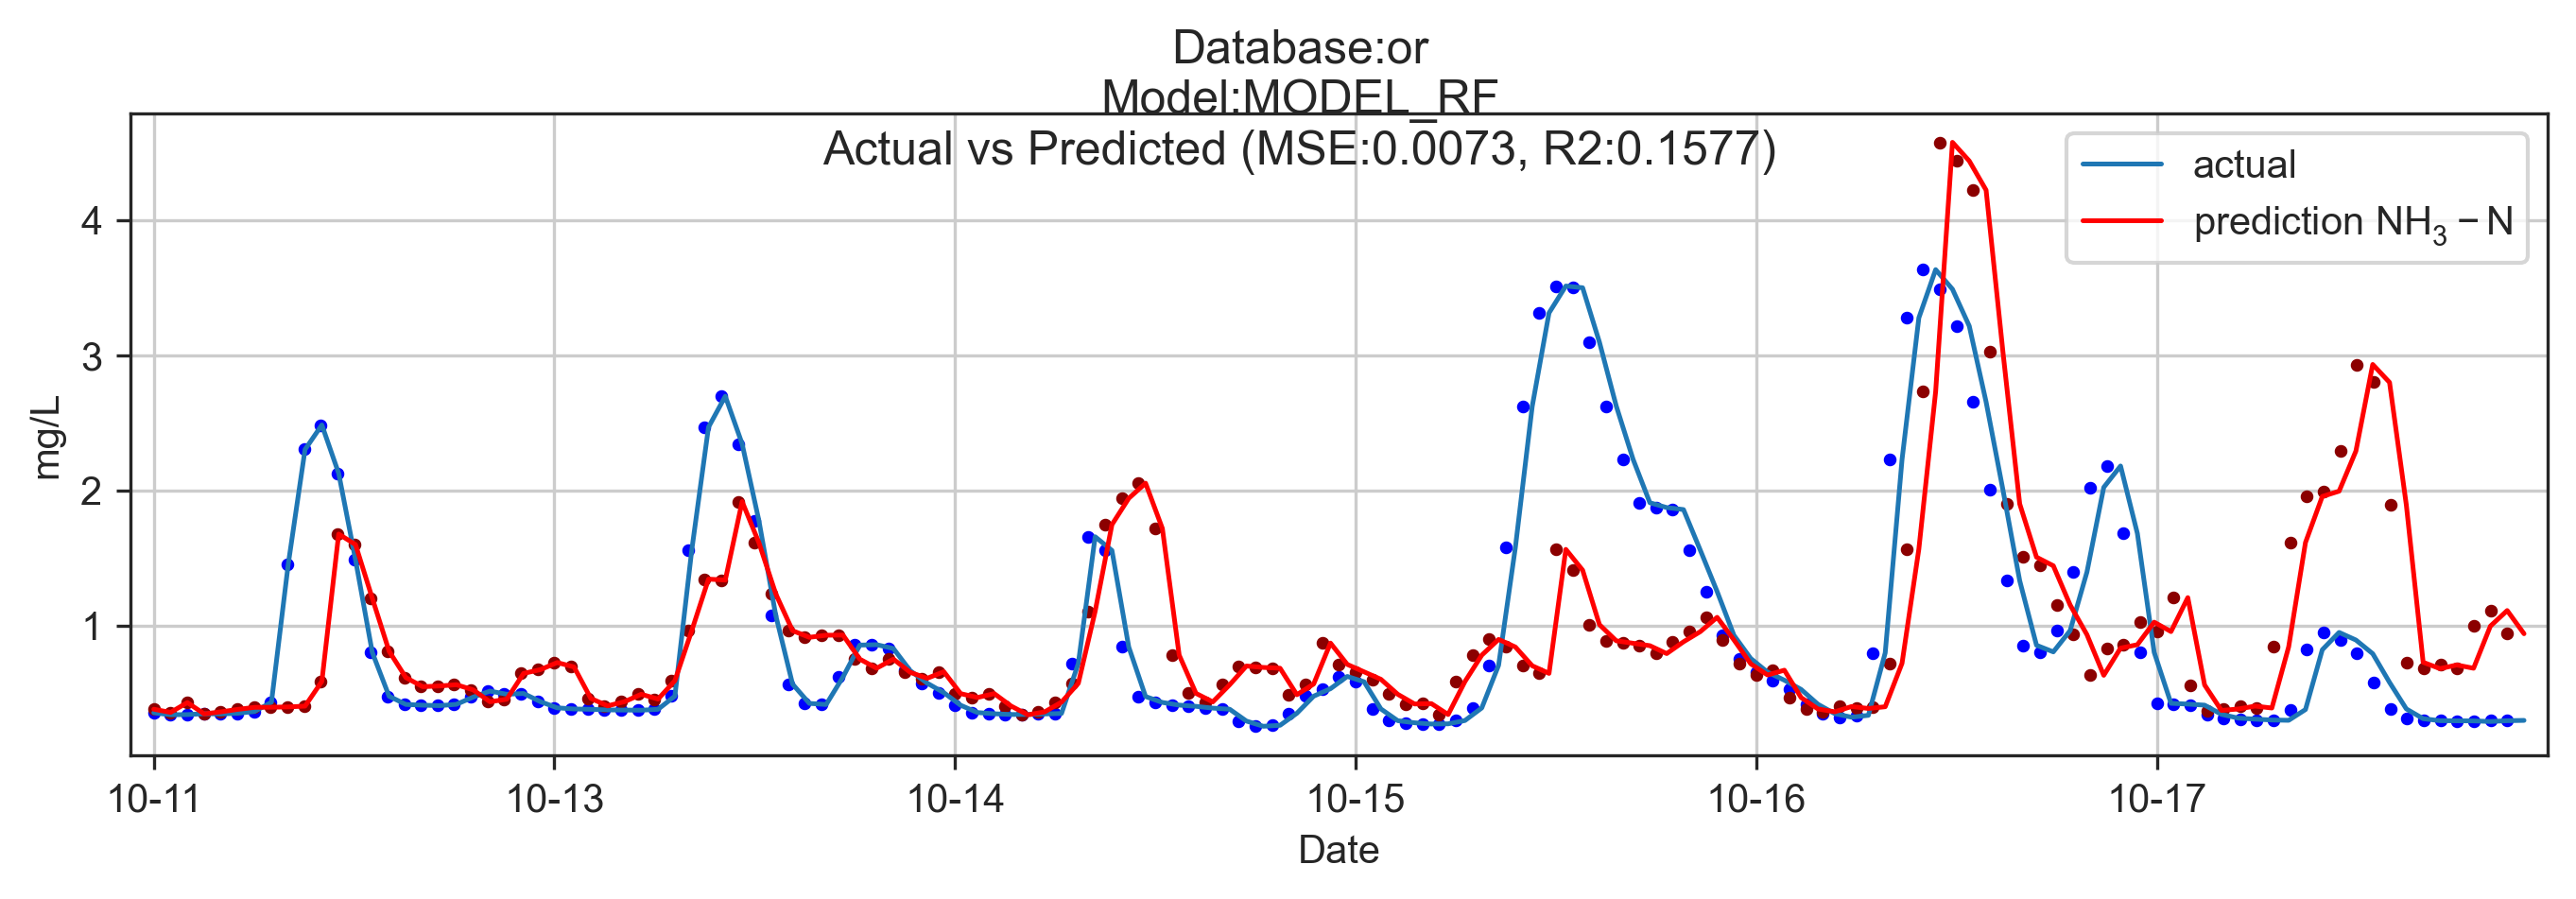 Database:or
Model:MODEL_RF
Actual vs Predicted (MSE:0.0073, R2:0.1577)
actual
prediction NH₃ − N
4
3
2
1
mg/L
10-11 10-13 10-14 10-15 10-16 10-17
Date